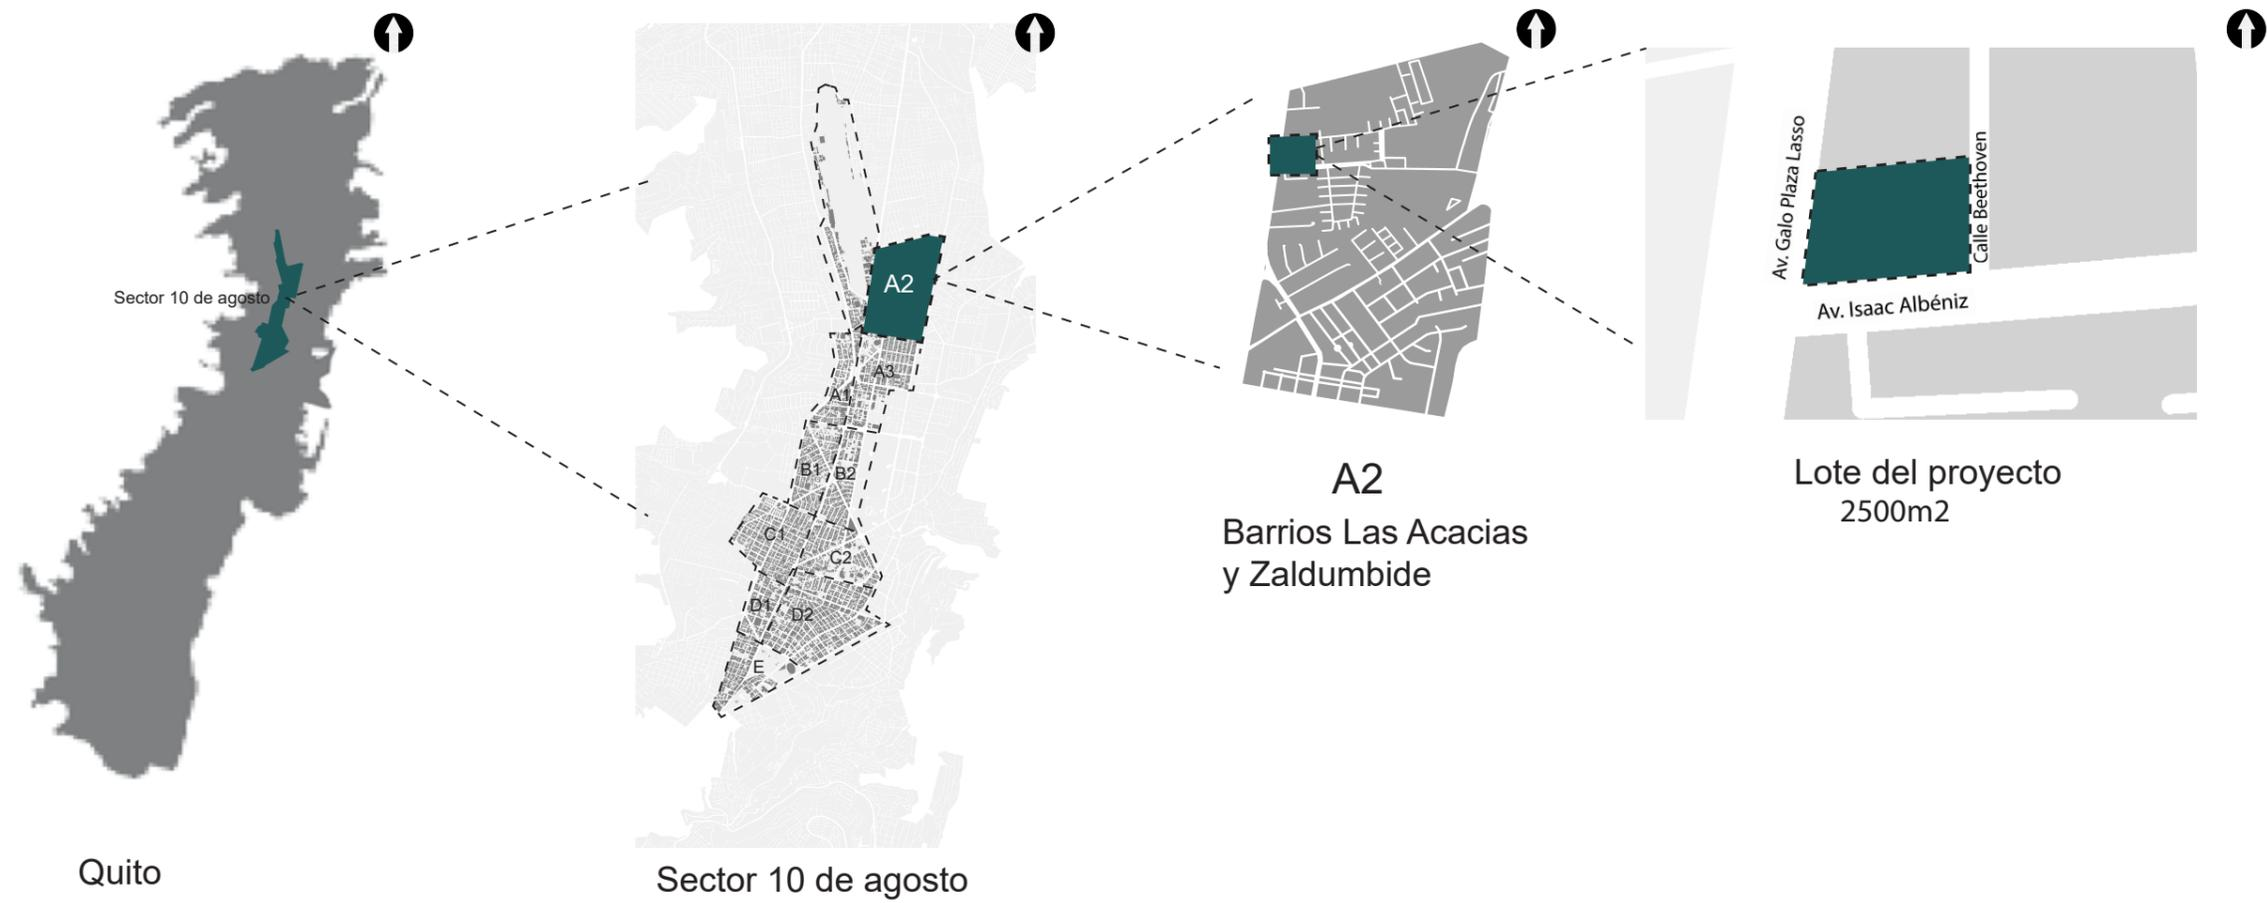 Sector 10 de agosto
Quito
A2
A3
A1
B1
B2
C1
C2
D1
D2
E
Sector 10 de agosto
A2
Barrios Las Acacias
y Zaldumbide
Av. Galo Plaza Lasso
Calle Beethoven
Av. Isaac Albéniz
Lote del proyecto
2500m2